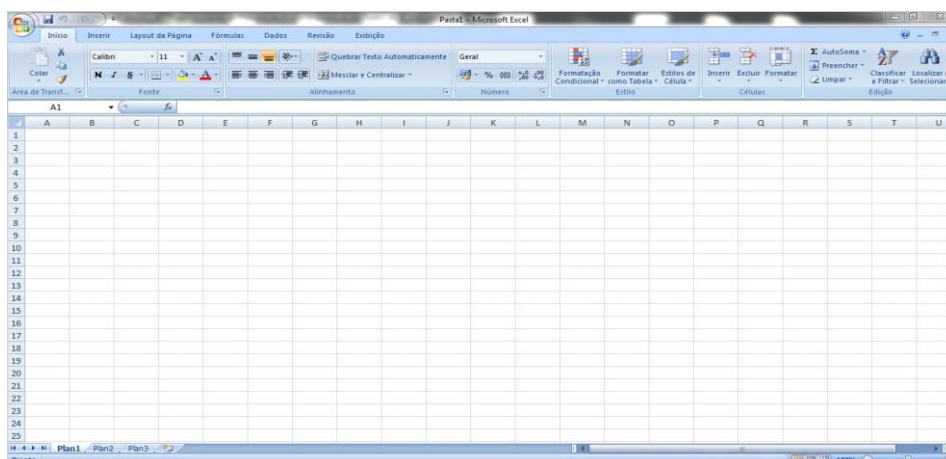 Pasta1 - Microsoft Excel
Início Inserir Layout da Página Fórmulas Dados Revisão Exibição
Colar
Calibri 11 A A
N I S A
Quebrar Texto Automaticamente
Mesclar e Centralizar
Geral
% 000
Formatação Condicional
Formatar como Tabela
Estilos de Célula
Inserir Excluir Formatar
Σ AutoSoma
Preencher
Limpar
Classificar e Filtrar
Localizar e Selecionar
Área de Transf... Fonte Alinhamento Número Estilo Células Edição
A1 fx
A B C D E F G H I J K L M N O P Q R S T U
1
2
3
4
5
6
7
8
9
10
11
12
13
14
15
16
17
18
19
20
21
22
23
24
25
Plan1 Plan2 Plan3